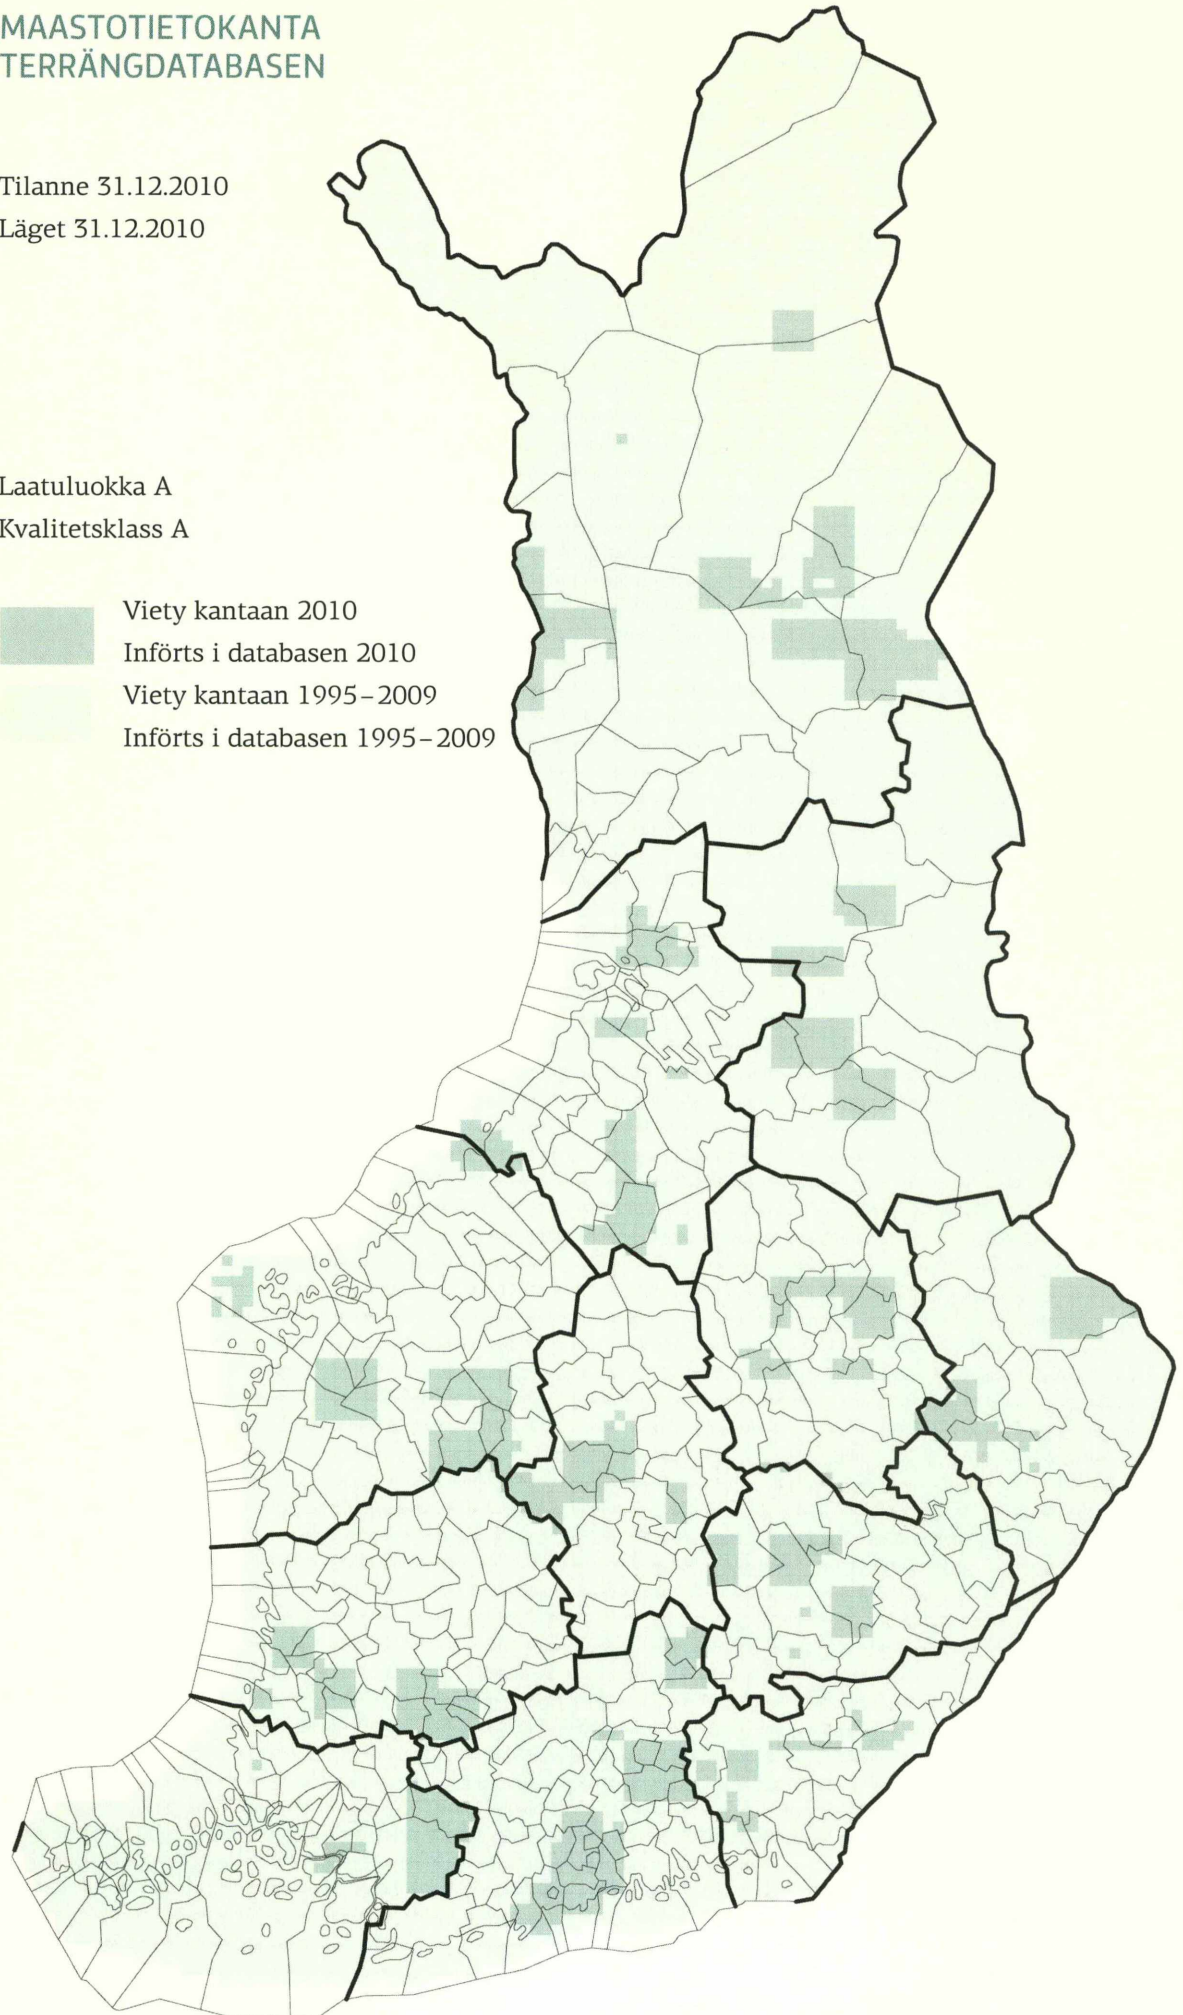 MAASTOTIETOKANTA
TERRÄNGDATABASEN
Tilanne 31.12.2010
Läget 31.12.2010
Laatuluokka A
Kvalitetsklass A
Viety kantaan 2010
Införts i databasen 2010
Viety kantaan 1995–2009
Införts i databasen 1995–2009